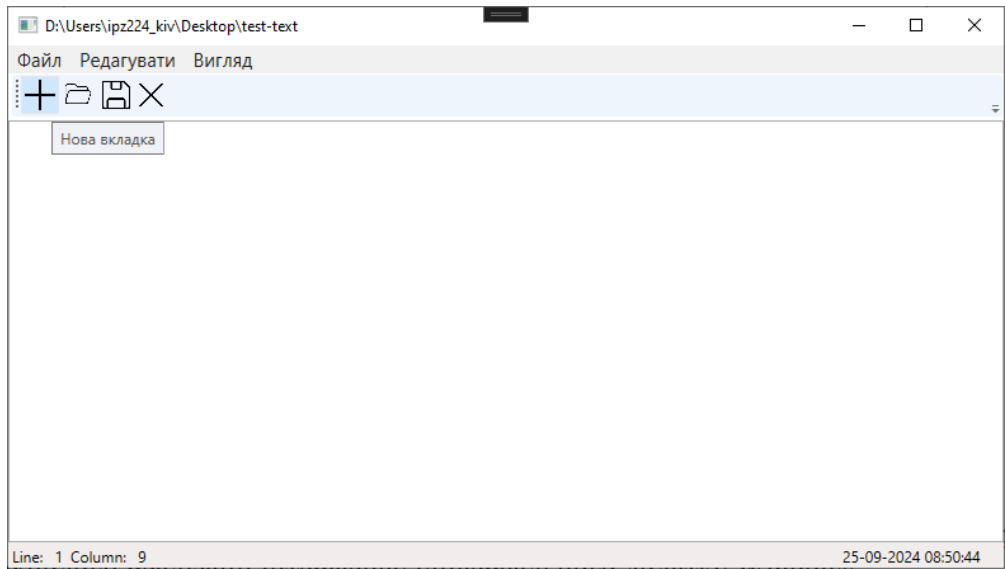 D:\Users\ipz224_kiv\Desktop\test-text
Файл Редагувати Вигляд
Нова вкладка
Line: 1 Column: 9 25-09-2024 08:50:44